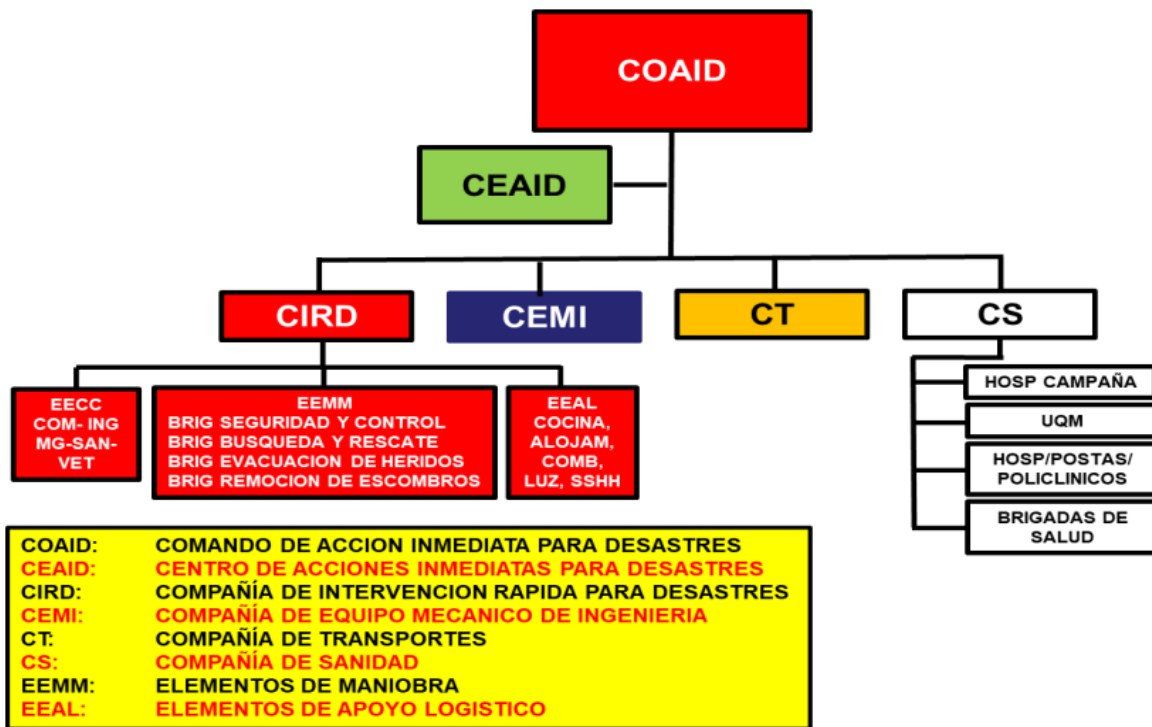 COAID
CEAID
CIRD
CEMI
CT
CS
EECC
COM- ING
MG-SAN-
VET
EEMM
BRIG SEGURIDAD Y CONTROL
BRIG BUSQUEDA Y RESCATE
BRIG EVACUACION DE HERIDOS
BRIG REMOCION DE ESCOMBROS
EEAL
COCINA,
ALOJAM,
COMB,
LUZ, SSHH
HOSP CAMPAÑA
UQM
HOSP/POSTAS/
POLICLINICOS
BRIGADAS DE
SALUD
COAID: COMANDO DE ACCION INMEDIATA PARA DESASTRES
CEAID: CENTRO DE ACCIONES INMEDIATAS PARA DESASTRES
CIRD: COMPAÑÍA DE INTERVENCION RAPIDA PARA DESASTRES
CEMI: COMPAÑÍA DE EQUIPO MECANICO DE INGENIERIA
CT: COMPAÑÍA DE TRANSPORTES
CS: COMPAÑÍA DE SANIDAD
EEMM: ELEMENTOS DE MANIOBRA
EEAL: ELEMENTOS DE APOYO LOGISTICO